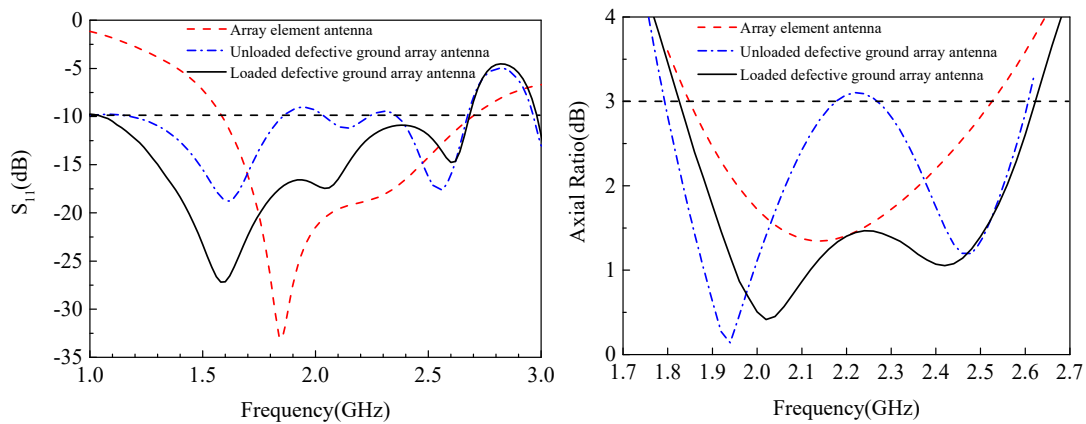 0
-5
-10
-15
-20
-25
-30
-35
S11(dB)
Array element antenna
Unloaded defective ground array antenna
Loaded defective ground array antenna
1.0 1.5 2.0 2.5 3.0
Frequency(GHz)
4
3
2
1
0
Axial Ratio(dB)
Array element antenna
Unloaded defective ground array antenna
Loaded defective ground array antenna
1.7 1.8 1.9 2.0 2.1 2.2 2.3 2.4 2.5 2.6 2.7
Frequency(GHz)